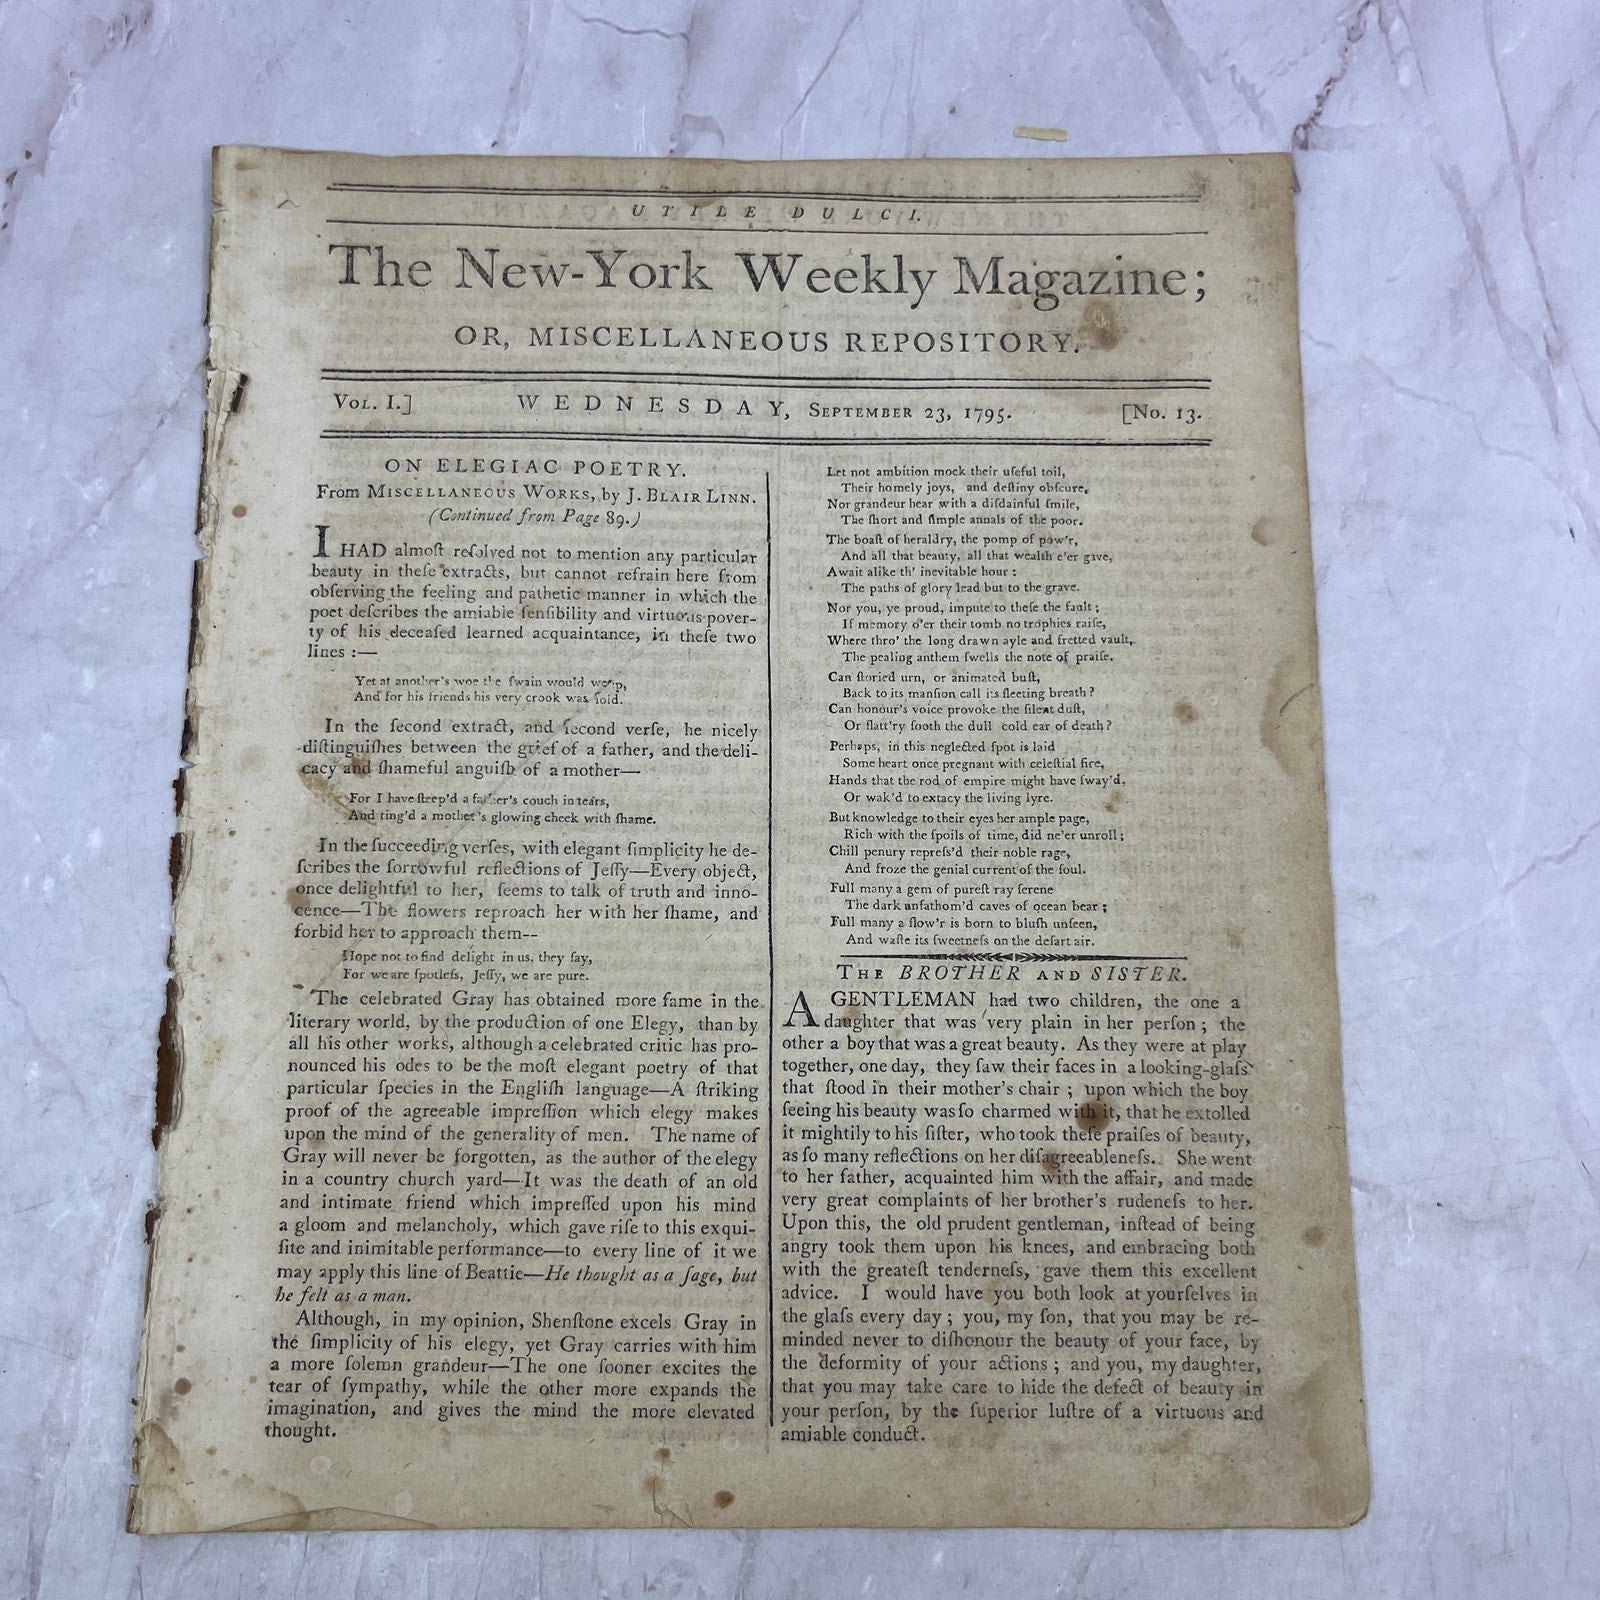 UTILE DULCI.
The New-York Weekly Magazine;
OR, MISCELLANEOUS REPOSITORY.
Vol. I.] WEDNESDAY, September 23, 1795. [No. 13.
ON ELEGIAC POETRY.
From Miscellaneous Works, by J. Blair Linn.
(Continued from Page 89.)
I HAD almoſt reſolved not to mention any particular
beauty in theſe extracts, but cannot refrain here from
obſerving the feeling and pathetic manner in which the
poet deſcribes the amiable ſenſibility and virtuous pover-
ty of his deceaſed learned acquaintance, in theſe two
lines :—
Yet at another's woe the ſwain would weep,
And for his friends his very crook was ſold.
In the ſecond extract, and ſecond verſe, he nicely
diſtinguiſhes between the grief of a father, and the deli-
cacy and ſhameful anguiſh of a mother—
For I have ſteep'd a father's couch in tears,
And ting'd a mother's glowing cheek with ſhame.
In the ſucceeding verſes, with elegant ſimplicity he de-
ſcribes the ſorrowful reflections of Jeſſy—Every object,
once delightful to her, ſeems to talk of truth and inno-
cence—The flowers reproach her with her ſhame, and
forbid her to approach them--
Hope not to find delight in us, they ſay,
For we are ſpotleſs, Jeſſy, we are pure.
The celebrated Gray has obtained more fame in the
literary world, by the production of one Elegy, than by
all his other works, although a celebrated critic has pro-
nounced his odes to be the moſt elegant poetry of that
particular ſpecies in the Engliſh language—A ſtriking
proof of the agreeable impreſſion which elegy makes
upon the mind of the generality of men. The name of
Gray will never be forgotten, as the author of the elegy
in a country church yard—It was the death of an old
and intimate friend which impreſſed upon his mind
a gloom and melancholy, which gave riſe to this exqui-
ſite and inimitable performance—to every line of it we
may apply this line of Beattie—He thought as a ſage, but
he felt as a man.
Although, in my opinion, Shenſtone excels Gray in
the ſimplicity of his elegy, yet Gray carries with him
a more ſolemn grandeur—The one ſooner excites the
tear of ſympathy, while the other more expands the
imagination, and gives the mind the more elevated
thought.
Let not ambition mock their uſeful toil,
Their homely joys, and deſtiny obſcure,
Nor grandeur hear with a diſdainful ſmile,
The ſhort and ſimple annals of the poor.
The boaſt of heraldry, the pomp of pow'r,
And all that beauty, all that wealth e'er give,
Await alike th' inevitable hour :
The paths of glory lead but to the grave.
Nor you, ye proud, impute to theſe the fault ;
If memory o'er their tomb no trophies raiſe,
Where thro' the long drawn ayle and fretted vault,
The pealing anthem ſwells the note of praiſe.
Can ſtoried urn, or animated buſt,
Back to its manſion call its fleeting breath ?
Can honour's voice provoke the ſilent duſt,
Or flatt'ry ſooth the dull cold ear of death ?
Perhaps, in this neglected ſpot is laid
Some heart once pregnant with celeſtial fire,
Hands that the rod of empire might have ſway'd,
Or wak'd to extacy the living lyre.
But knowledge to their eyes her ample page,
Rich with the ſpoils of time, did ne'er unroll ;
Chill penury repreſs'd their noble rage,
And froze the genial current of the ſoul.
Full many a gem of pureſt ray ſerene
The dark unfathom'd caves of ocean bear ;
Full many a flow'r is born to bluſh unſeen,
And waſte its ſweetneſs on the deſart air.
The BROTHER and SISTER.
A GENTLEMAN had two children, the one a
daughter that was very plain in her perſon ; the
other a boy that was a great beauty. As they were at play
together, one day, they ſaw their faces in a looking-glaſs
that ſtood in their mother's chair ; upon which the boy
ſeeing his beauty was ſo charmed with it, that he extolled
it mightily to his ſiſter, who took theſe praiſes of beauty,
as ſo many reflections on her diſagreeableneſs. She went
to her father, acquainted him with the affair, and made
very great complaints of her brother's rudeneſs to her.
Upon this, the old prudent gentleman, inſtead of being
angry took them upon his knees, and embracing both
with the greateſt tenderneſs, gave them this excellent
advice. I would have you both look at yourſelves in
the glaſs every day ; you, my ſon, that you may be re-
minded never to diſhonour the beauty of your face, by
the deformity of your actions ; and you, my daughter,
that you may take care to hide the defect of beauty in
your perſon, by the ſuperior luſtre of a virtuous and
amiable conduct.